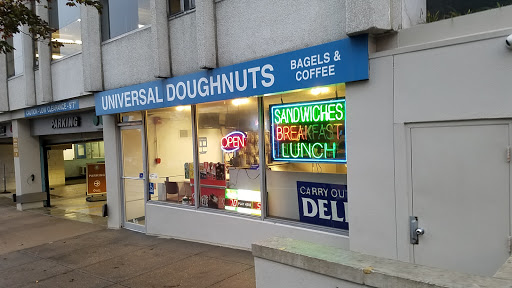 UNIVERSAL DOUGHNUTS
BAGELS &
COFFEE
SANDWICHES
BREAKFAST
LUNCH
OPEN
CARRY OUT
DELI
PARKING